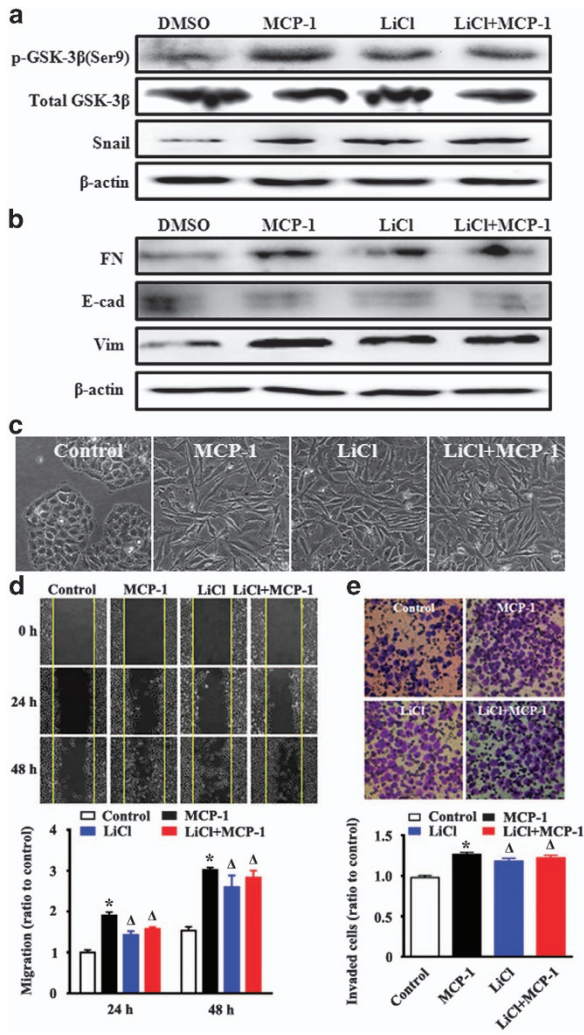 a
DMSO MCP-1 LiCl LiCl+MCP-1
p-GSK-3β(Ser9)
Total GSK-3β
Snail
β-actin
b
DMSO MCP-1 LiCl LiCl+MCP-1
FN
E-cad
Vim
β-actin
c
Control MCP-1 LiCl LiCl+MCP-1
d
Control MCP-1 LiCl LiCl+MCP-1
0 h
24 h
48 h
Control MCP-1
LiCl LiCl+MCP-1
Migration (ratio to control)
4
3
2
1
0
* Δ Δ
* Δ Δ
24 h 48 h
e
Control MCP-1
LiCl LiCl+MCP-1
Control MCP-1
LiCl LiCl+MCP-1
Invaded cells (ratio to control)
1.5
1.0
0.5
0.0
* Δ Δ
Control MCP-1 LiCl LiCl+MCP-1